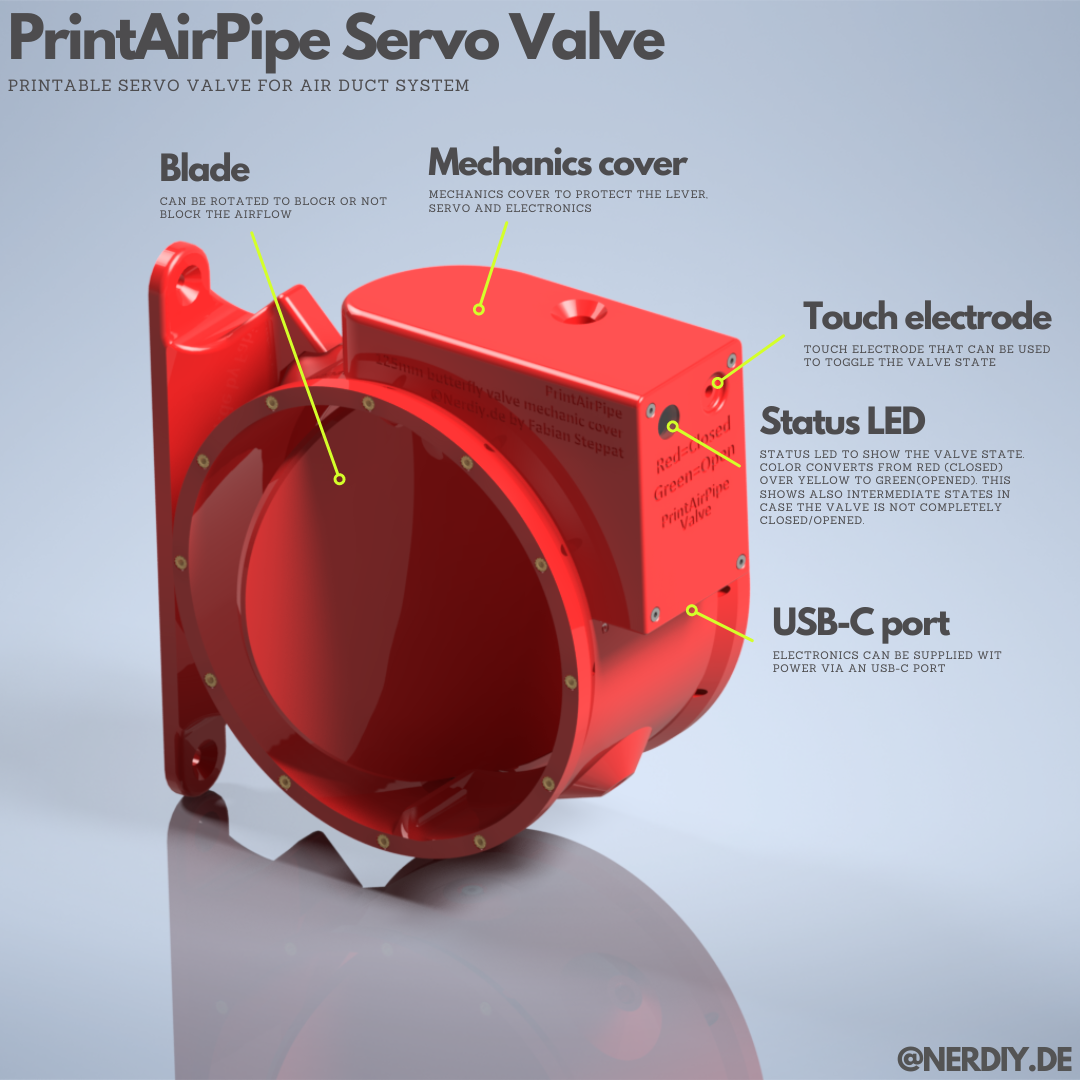 PrintAirPipe Servo Valve
PRINTABLE SERVO VALVE FOR AIR DUCT SYSTEM
Blade
CAN BE ROTATED TO BLOCK OR NOT
BLOCK THE AIRFLOW
Mechanics cover
MECHANICS COVER TO PROTECT THE LEVER.
SERVO AND ELECTRONICS
Touch electrode
TOUCH ELECTRODE THAT CAN BE USED
TO TOGGLE THE VALVE STATE
Status LED
STATUS LED TO SHOW THE VALVE STATE.
COLOR CONVERTS FROM RED (CLOSED)
OVER YELLOW TO GREEN(OPENED). THIS
SHOWS ALSO INTERMEDIATE STATES IN
CASE THE VALVE IS NOT COMPLETELY
CLOSED/OPENED.
USB-C port
ELECTRONICS CAN BE SUPPLIED WIT
POWER VIA AN USB-C PORT
PrintAirPipe
125mm butterfly valve mechanic cover
©Nerdiy.de by Fabian Steppat
Red=Closed
Green=Open
PrintAirPipe
Valve
@NERDIY.DE